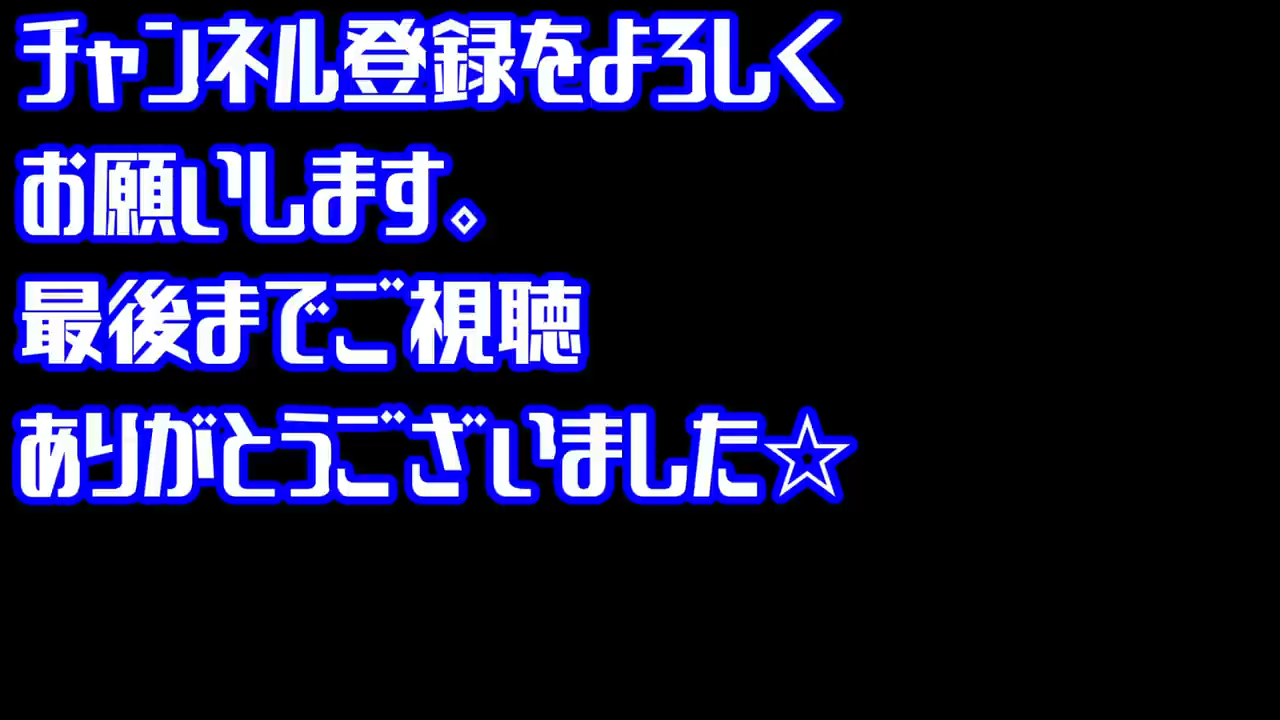 チャンネル登録をよろしく
お願いします。
最後までご視聴
ありがとうございました☆